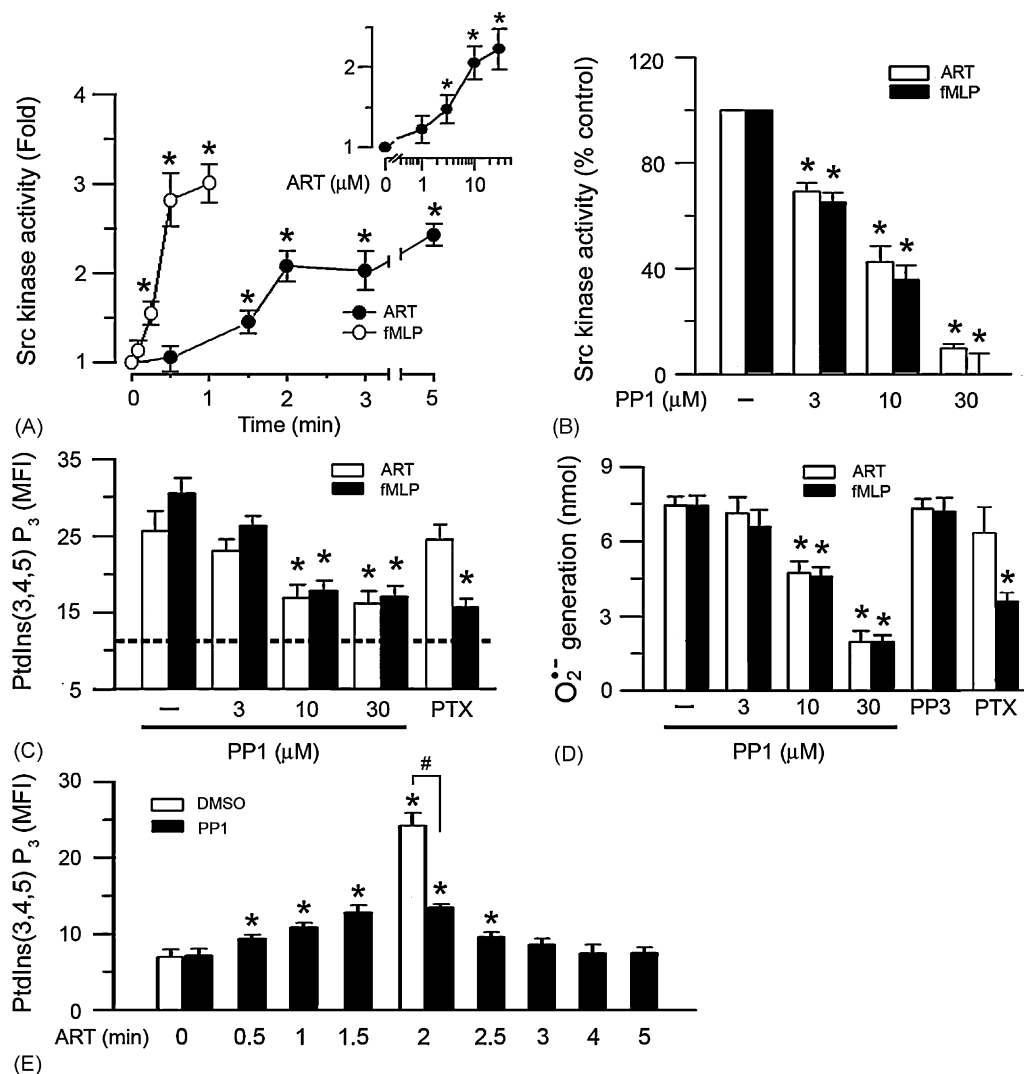 Src kinase activity (Fold)
4
3
2
1
0 1 2 3 5
Time (min)
* * * * * * *
ART
fMLP
2
1
* * *
ART (μM) 0 1 10
(A)
Src kinase activity (% control)
120
80
40
0
ART
fMLP
* * * * * *
PP1 (μM) – 3 10 30
(B)
PtdIns(3,4,5) P3 (MFI)
35
25
15
5
ART
fMLP
* * * * *
– 3 10 30 PTX
PP1 (μM)
(C)
O2•- generation (nmol)
9
6
3
0
ART
fMLP
* * * * *
– 3 10 30 PP3 PTX
PP1 (μM)
(D)
PtdIns(3,4,5) P3 (MFI)
30
20
10
0
DMSO
PP1
#
* * * * * *
ART (min) 0 0.5 1 1.5 2 2.5 3 4 5
(E)